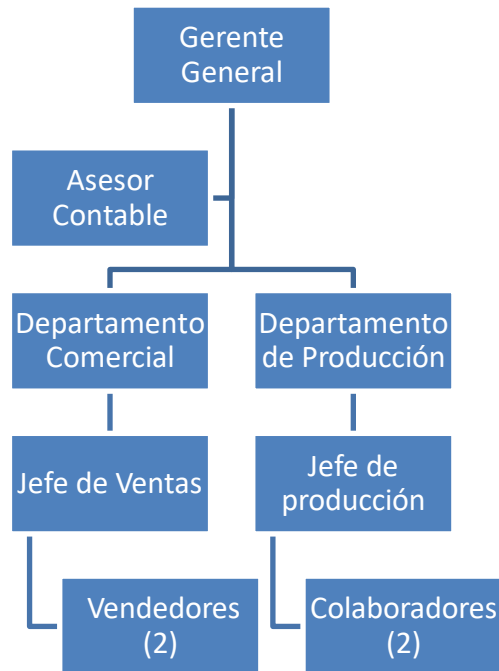 Gerente
General
Asesor
Contable
Departamento
Comercial
Departamento
de Producción
Jefe de Ventas
Jefe de
producción
Vendedores
(2)
Colaboradores
(2)